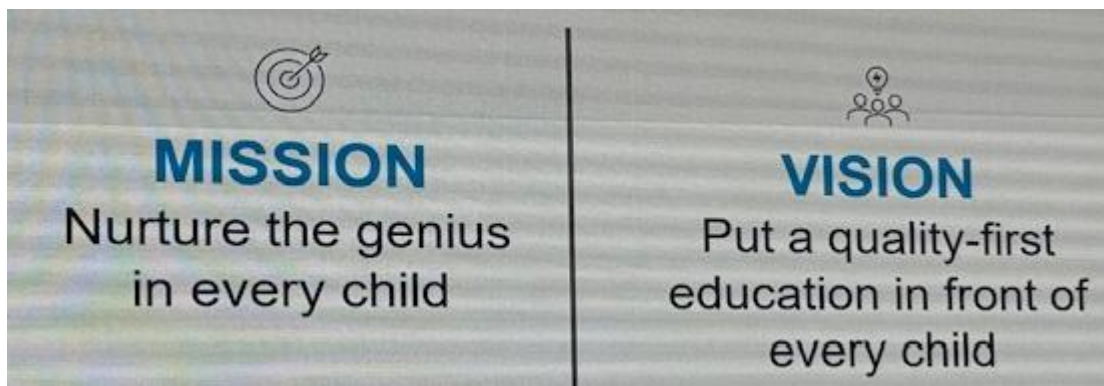 MISSION
Nurture the genius
in every child
VISION
Put a quality-first
education in front of
every child